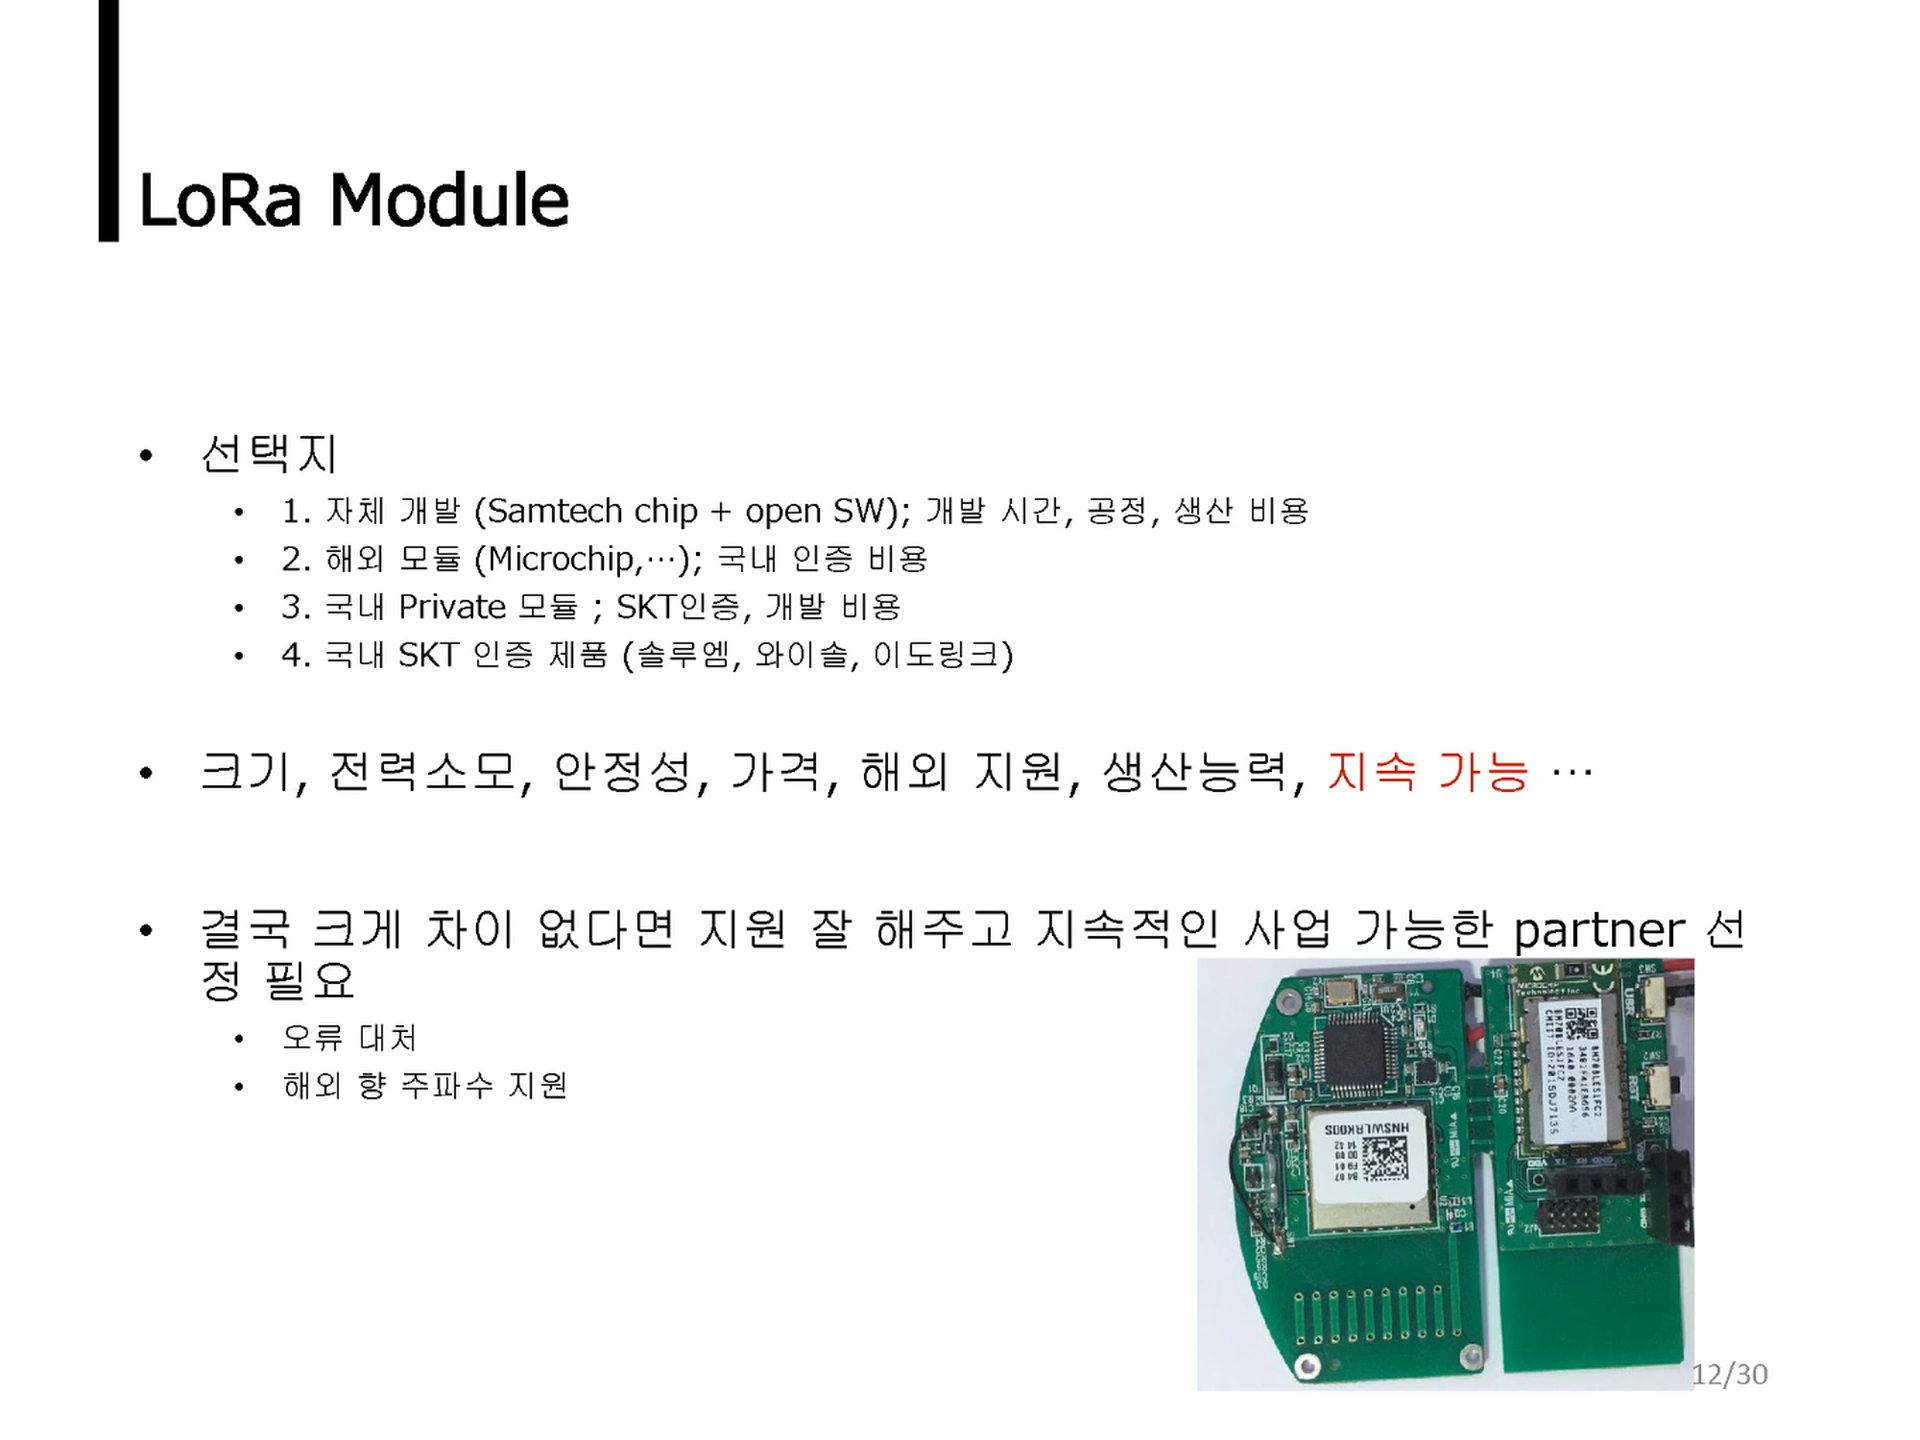 LoRa Module
• 선택지
• 1. 자체 개발 (Samtech chip + open SW); 개발 시간, 공정, 생산 비용
• 2. 해외 모듈 (Microchip,…); 국내 인증 비용
• 3. 국내 Private 모듈 ; SKT인증, 개발 비용
• 4. 국내 SKT 인증 제품 (솔루엠, 와이솔, 이도링크)
• 크기, 전력소모, 안정성, 가격, 해외 지원, 생산능력, 지속 가능 …
• 결국 크게 차이 없다면 지원 잘 해주고 지속적인 사업 가능한 partner 선
정 필요
• 오류 대처
• 해외 향 주파수 지원
HNSWLRK00S
BM70BLES1FC2
CMIIT ID:2016DJ7135
USB
RST
SW2
12/30